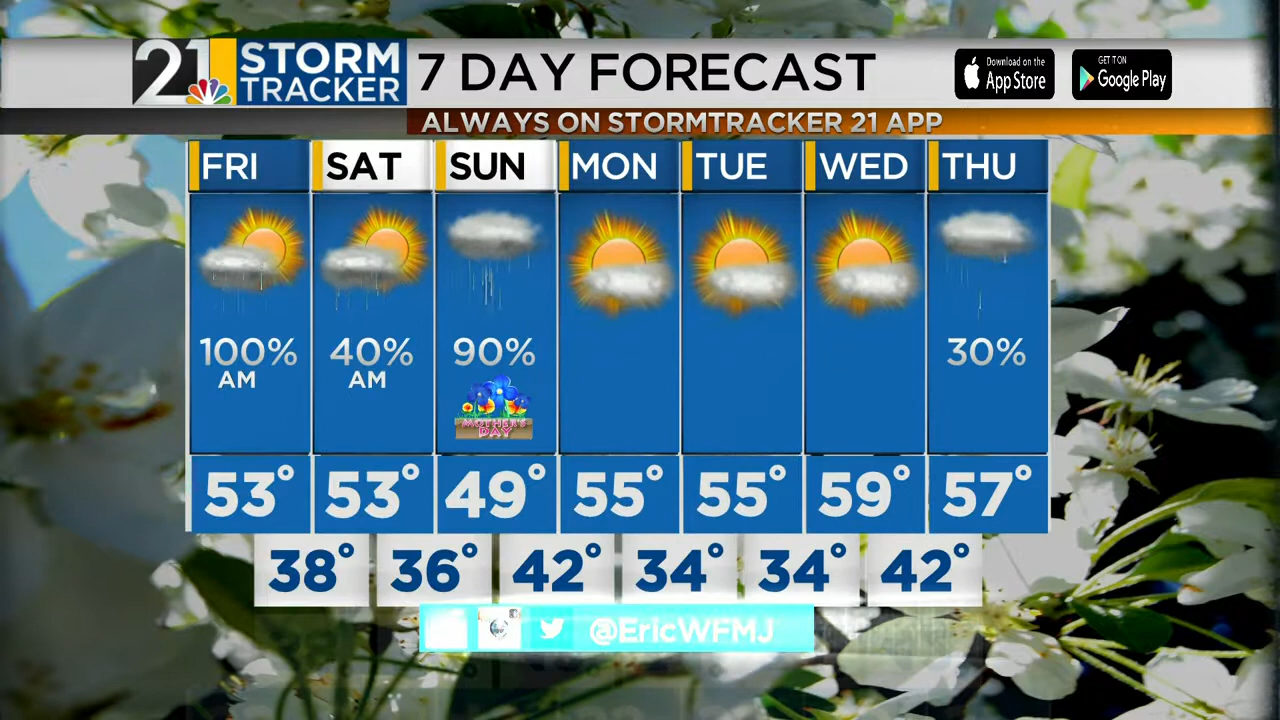 21 STORM TRACKER 7 DAY FORECAST
Download on the App Store
GET IT ON Google Play
ALWAYS ON STORMTRACKER 21 APP
FRI SAT SUN MON TUE WED THU
100% 40% 90% 30%
AM AM
MOTHER'S
DAY
53° 53° 49° 55° 55° 59° 57°
38° 36° 42° 34° 34° 42°
@EricWFMJ